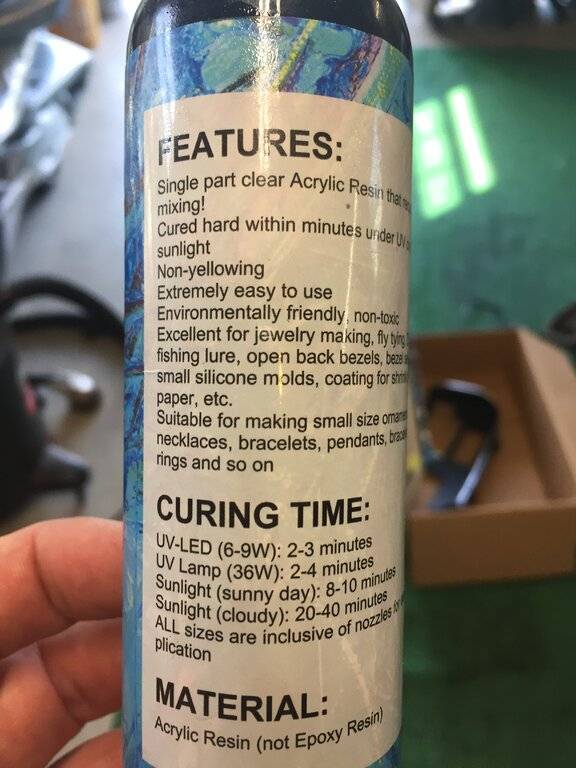 FEATURES:
Single part clear Acrylic Resin that
mixing!
Cured hard within minutes under UV
sunlight
Non-yellowing
Extremely easy to use
Environmentally friendly, non-toxic
Excellent for jewelry making, fly tying,
fishing lure, open back bezels, bezel
small silicone molds, coating for
paper, etc.
Suitable for making small size
necklaces, bracelets, pendants,
rings and so on
CURING TIME:
UV-LED (6-9W): 2-3 minutes
UV Lamp (36W): 2-4 minutes
Sunlight (sunny day): 8-10 minutes
Sunlight (cloudy): 20-40 minutes
ALL sizes are inclusive of nozzles
plication
MATERIAL:
Acrylic Resin (not Epoxy Resin)